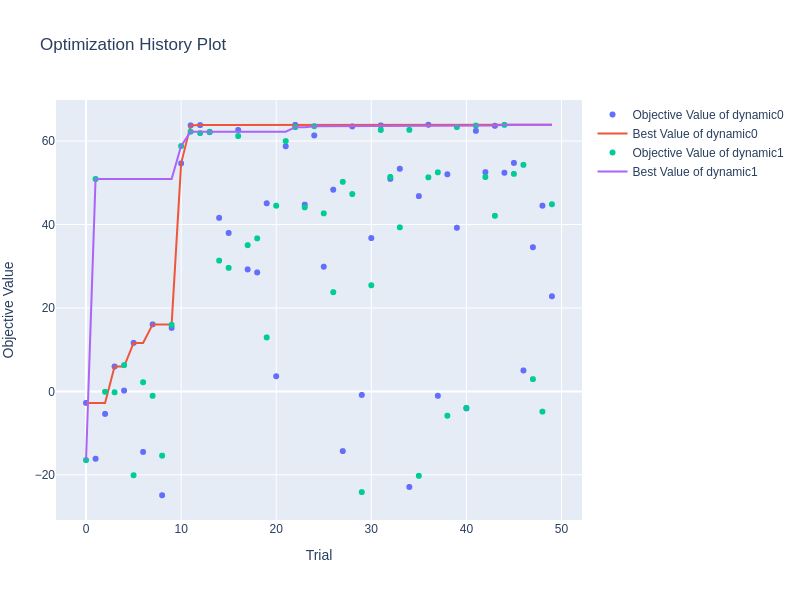 Optimization History Plot
Objective Value of dynamic0
Best Value of dynamic0
Objective Value of dynamic1
Best Value of dynamic1
60
40
20
0
−20
0
10
20
30
40
50
Trial
Objective Value